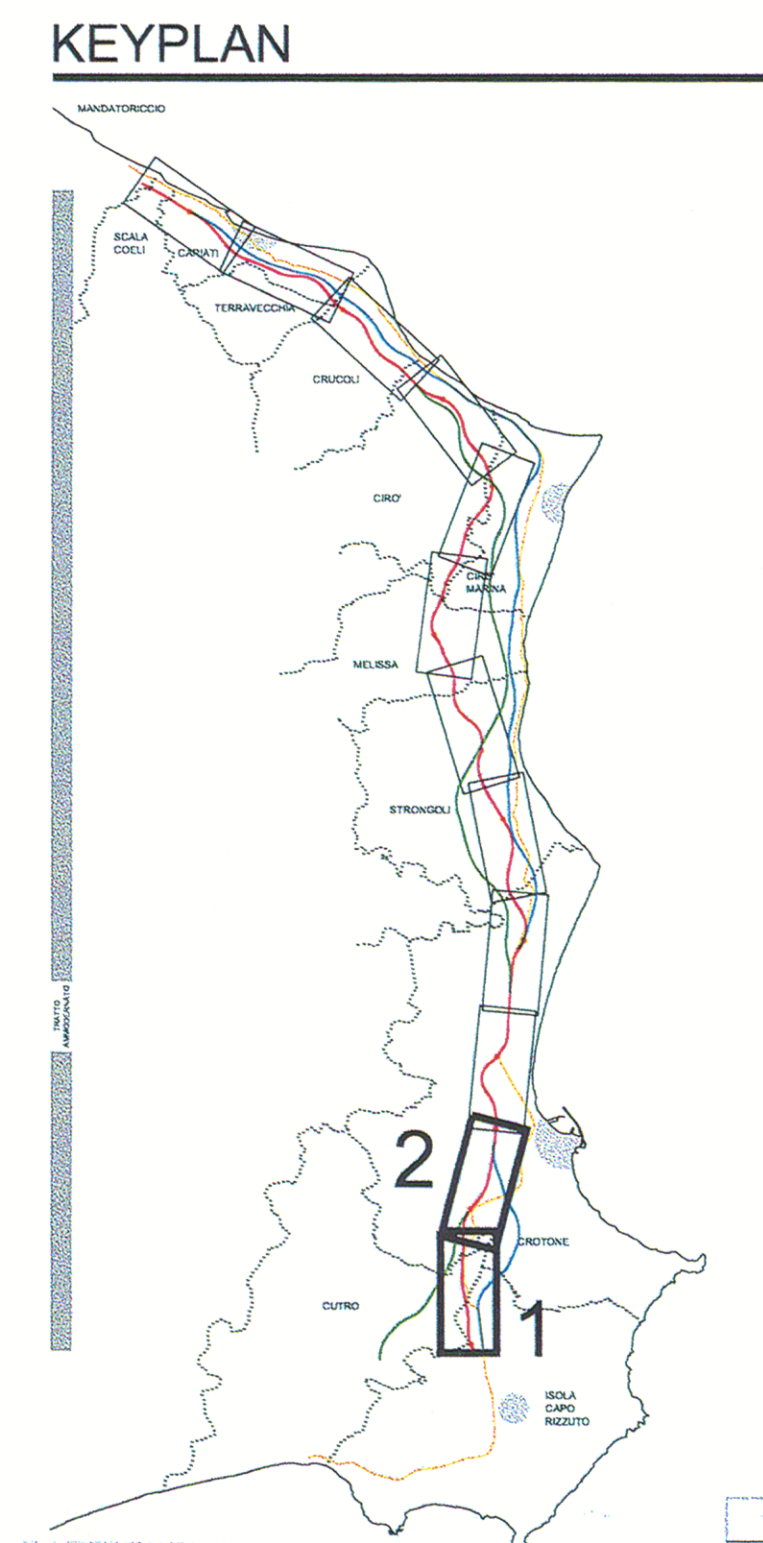 KEYPLAN
MANDATORICCIO
SCALA
COELI
CARIATI
TERRAVECCHIA
CRUCOLI
CIRO'
CIRO'
MARINA
MELISSA
STRONGOLI
TRATTO
AMMODERNATO
2
CROTONE
CUTRO
1
ISOLA
CAPO
RIZZUTO